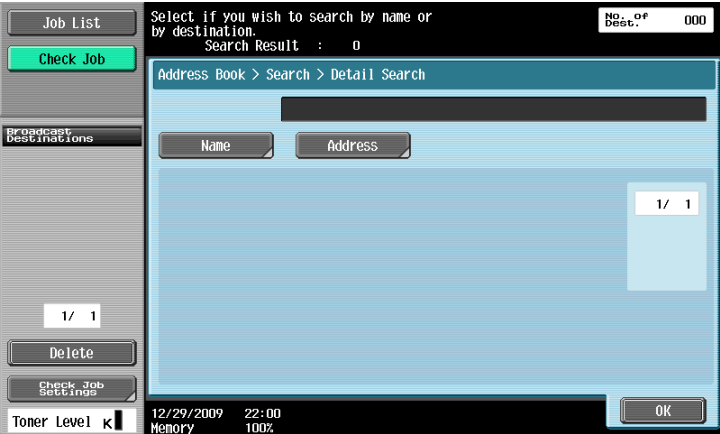 Job List
Check Job
Broadcast
Destinations
1/ 1
Delete
Check Job
Settings
Toner Level K
Select if you wish to search by name or
by destination.
Search Result : 0
No. of
Dest. 000
Address Book > Search > Detail Search
Name Address
1/ 1
OK
12/29/2009 22:00
Memory 100%